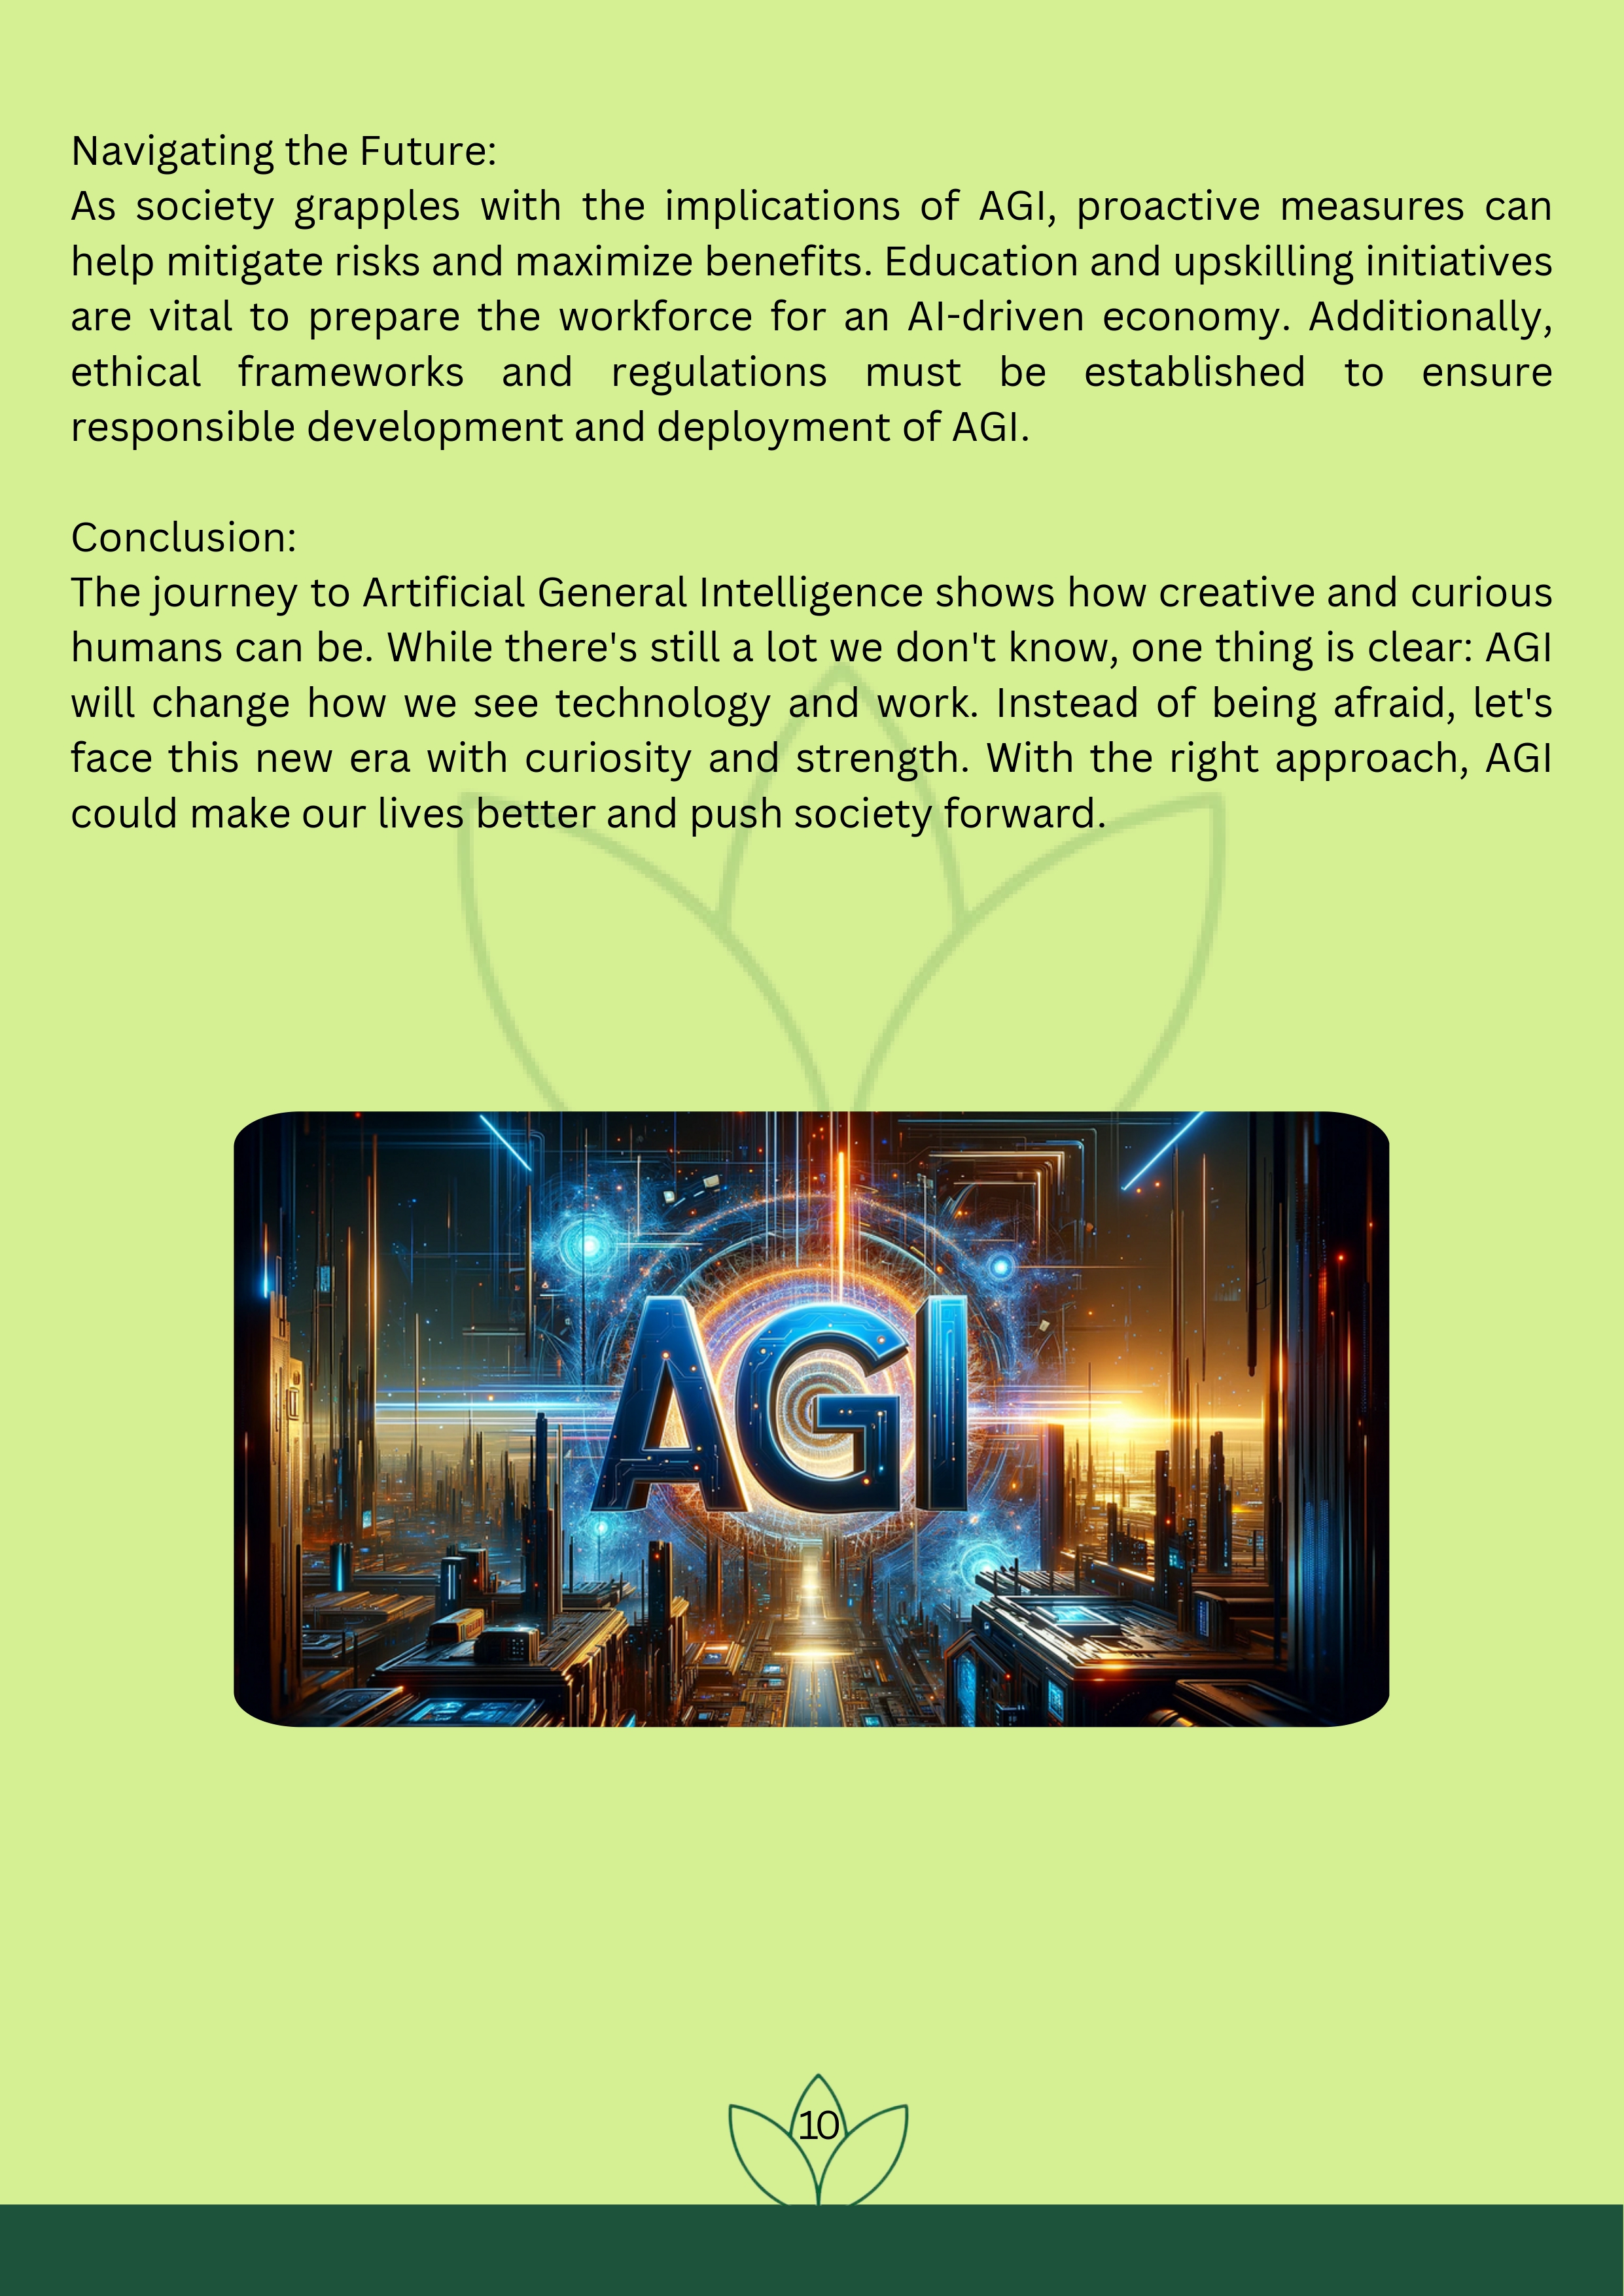 Navigating the Future:
As society grapples with the implications of AGI, proactive measures can
help mitigate risks and maximize benefits. Education and upskilling initiatives
are vital to prepare the workforce for an AI-driven economy. Additionally,
ethical frameworks and regulations must be established to ensure
responsible development and deployment of AGI.
Conclusion:
The journey to Artificial General Intelligence shows how creative and curious
humans can be. While there's still a lot we don't know, one thing is clear: AGI
will change how we see technology and work. Instead of being afraid, let's
face this new era with curiosity and strength. With the right approach, AGI
could make our lives better and push society forward.
AGI
10